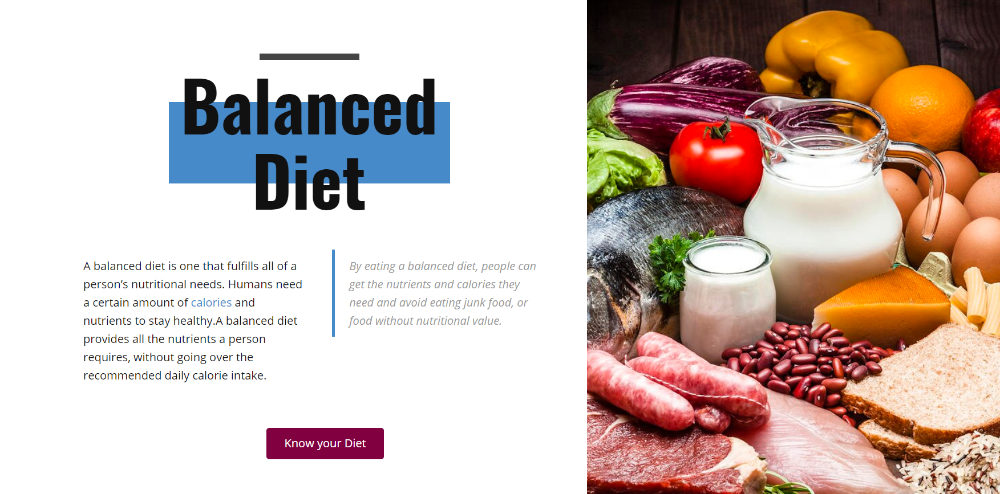 Balanced
Diet
A balanced diet is one that fulfills all of a
person’s nutritional needs. Humans need
a certain amount of calories and
nutrients to stay healthy.A balanced diet
provides all the nutrients a person
requires, without going over the
recommended daily calorie intake.
By eating a balanced diet, people can
get the nutrients and calories they
need and avoid eating junk food, or
food without nutritional value.
Know your Diet